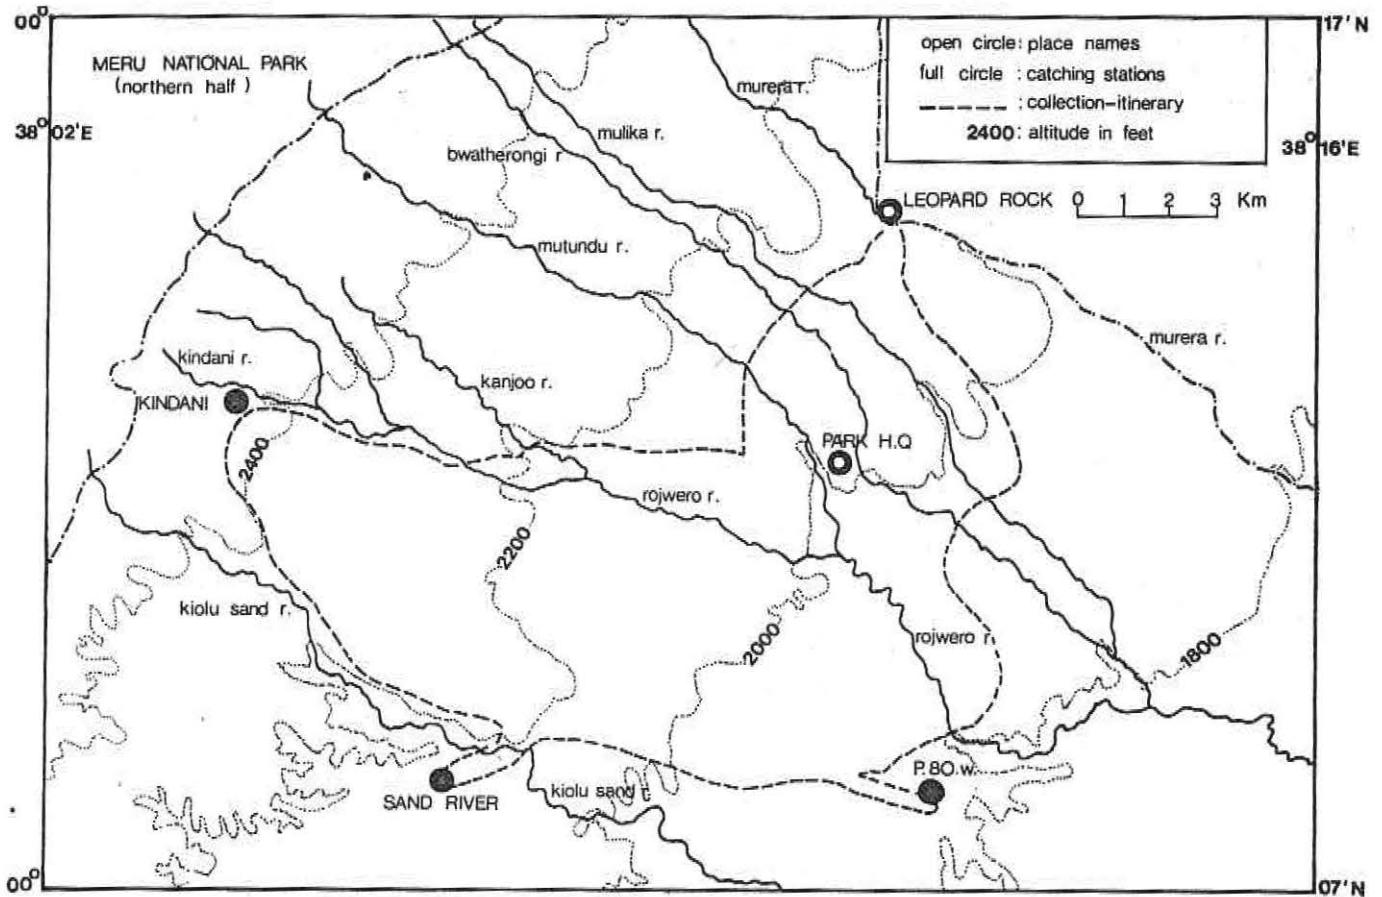 00° 17' N
MERU NATIONAL PARK
(northern half)
38° 02' E
open circle: place names
full circle : catching stations
: collection-itinerary
2400: altitude in feet
38° 16'E
murera r.
mulika r.
bwatherongi r
LEOPARD ROCK 0 1 2 3 Km
mutundu r.
murera r.
kindani r.
kanjoo r.
KINDANI
PARK H.Q
2400
rojwero r.
2200
kiolu sand r.
2000
rojwero r.
1800
P. 80.w.
kiolu sand r
SAND RIVER
00° 07' N